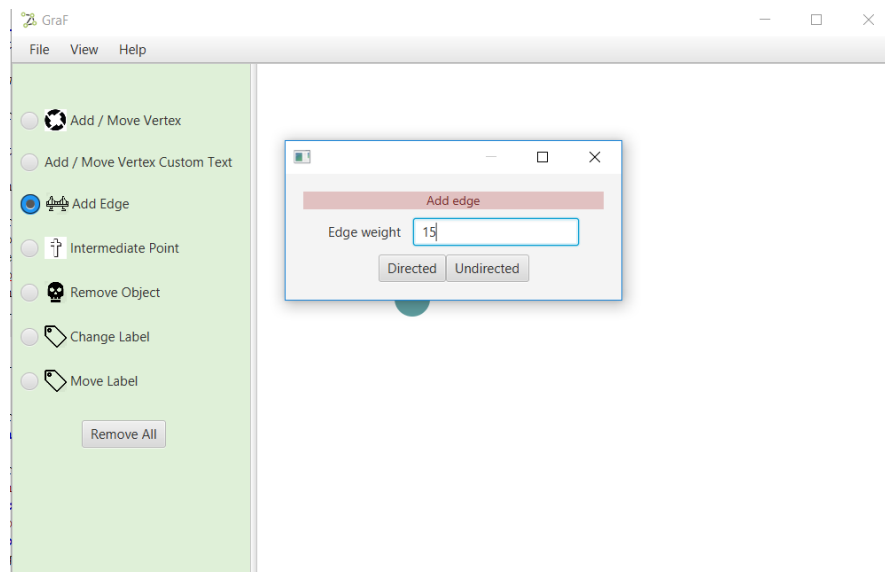 GraF
File View Help
Add / Move Vertex
Add / Move Vertex Custom Text
Add Edge
Intermediate Point
Remove Object
Change Label
Move Label
Remove All
Add edge
Edge weight 15
Directed Undirected